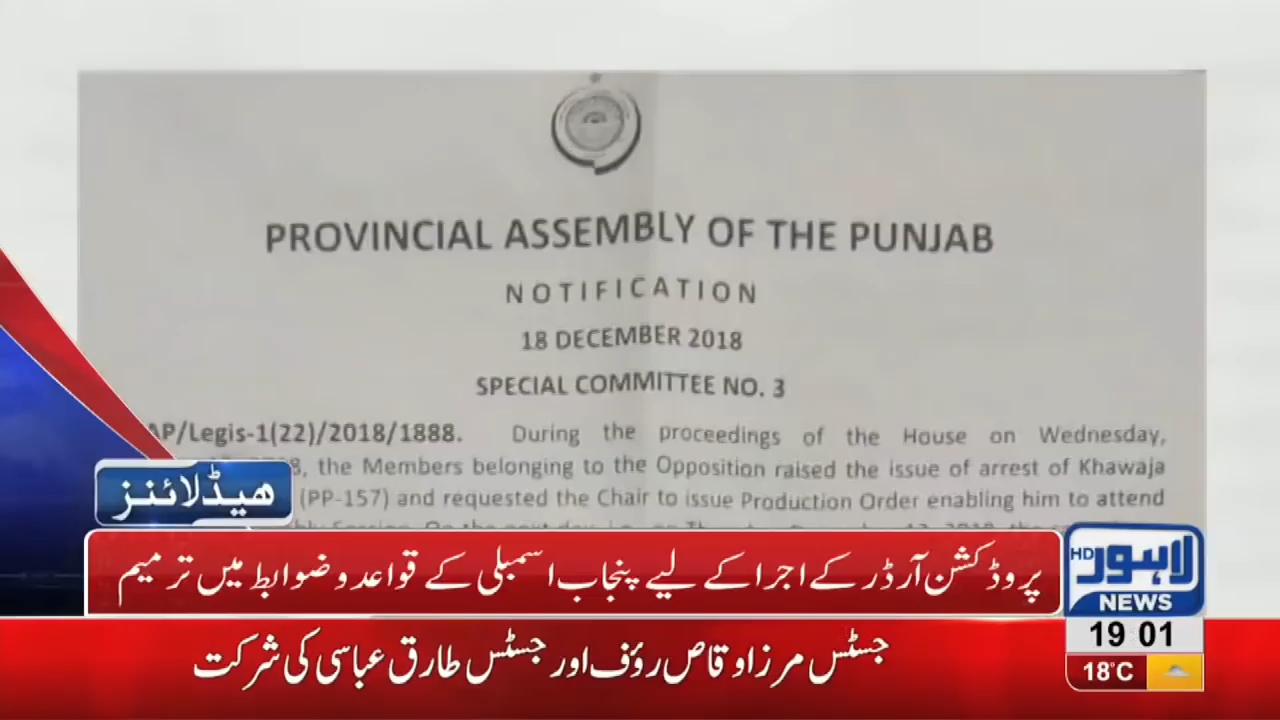 PROVINCIAL ASSEMBLY OF THE PUNJAB
NOTIFICATION
18 DECEMBER 2018
SPECIAL COMMITTEE NO. 3
AP/Legis-1(22)/2018/1888. During the proceedings of the House on Wednesday,
the Members belonging to the Opposition raised the issue of arrest of Khawaja
(PP-157) and requested the Chair to issue Production Order enabling him to attend
ھیڈلائنز
پروڈکشن آرڈر کے اجرا کے لیے پنجاب اسمبلی کے قواعد و ضوابط میں ترمیم
HD لاہور
NEWS
19 01
18°C
جسٹس مرزا وقاص رؤف اور جسٹس طارق عباسی کی شرکت